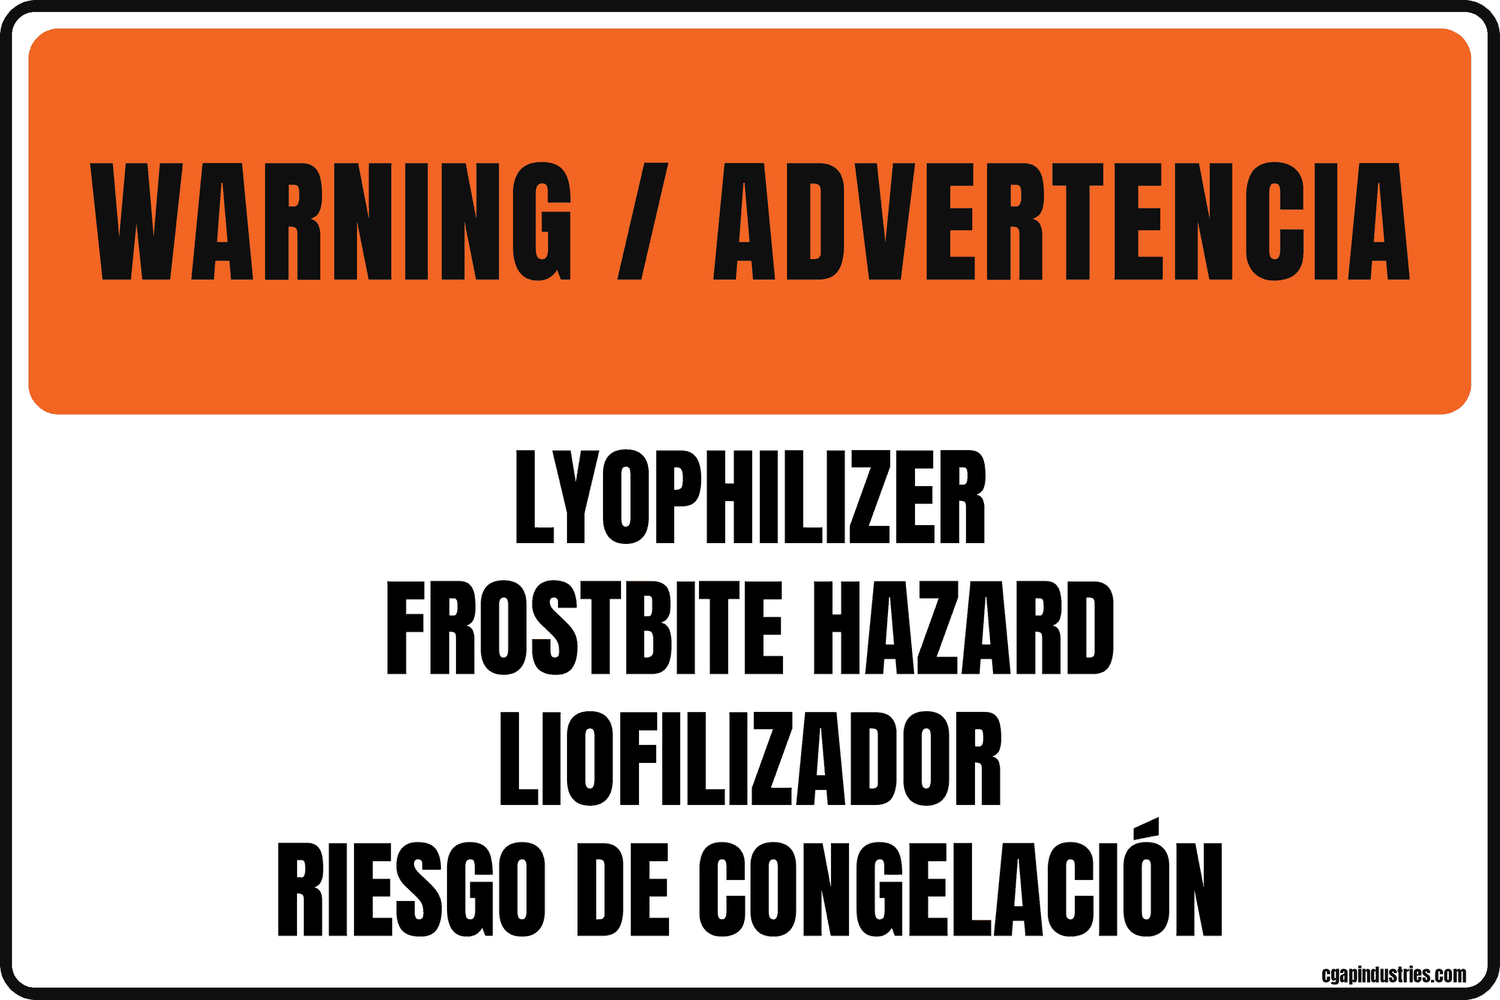 WARNING / ADVERTENCIA
LYOPHILIZER
FROSTBITE HAZARD
LIOFILIZADOR
RIESGO DE CONGELACIÓN
cgapindustries.com